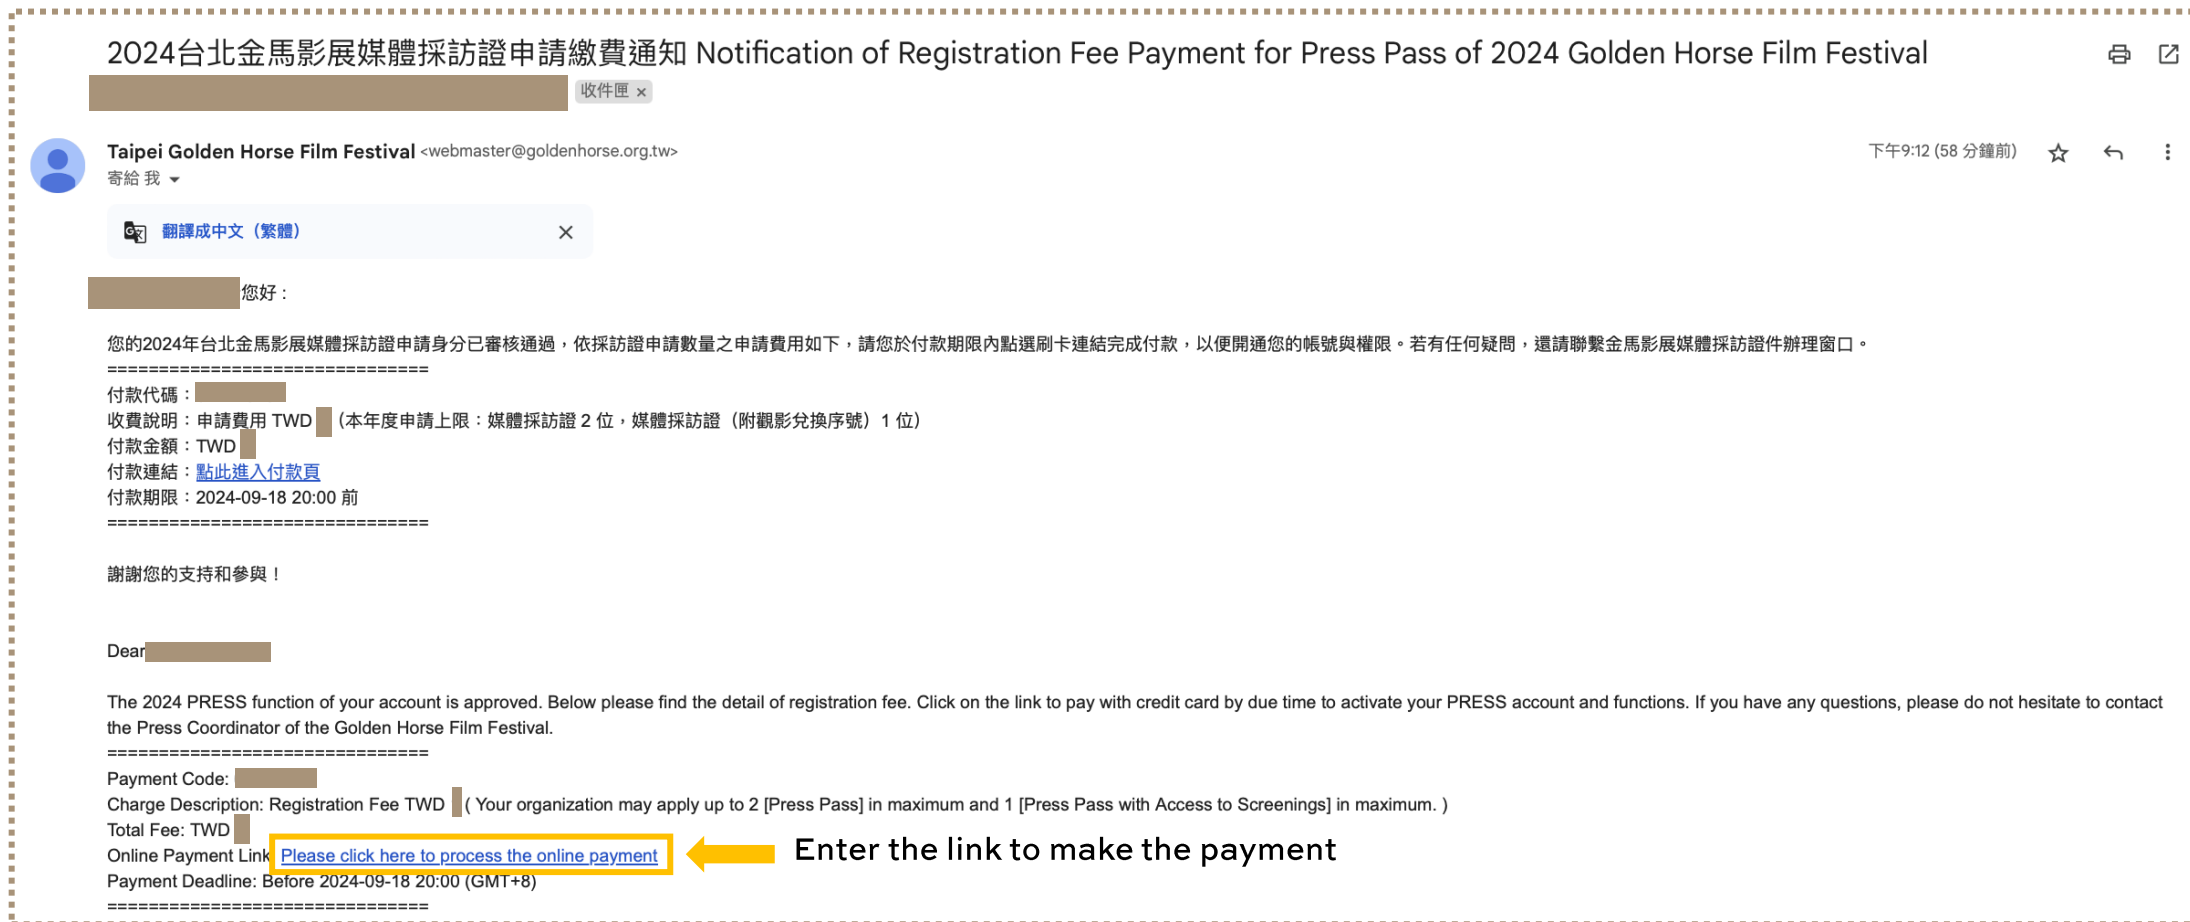 2024台北金馬影展媒體採訪證申請繳費通知 Notification of Registration Fee Payment for Press Pass of 2024 Golden Horse Film Festival
收件匣 ×
Taipei Golden Horse Film Festival <webmaster@goldenhorse.org.tw>
下午9:12 (58 分鐘前)
寄給 我
翻譯成中文（繁體）
您好 :
您的2024年台北金馬影展媒體採訪證申請身分已審核通過，依採訪證申請數量之申請費用如下，請您於付款期限內點選刷卡連結完成付款，以便開通您的帳號與權限。若有任何疑問，還請聯繫金馬影展媒體採訪證件辦理窗口。
===============================
付款代碼：
收費說明：申請費用 TWD （本年度申請上限：媒體採訪證 2 位，媒體採訪證（附觀影兌換序號）1 位）
付款金額：TWD
付款連結：點此進入付款頁
付款期限：2024-09-18 20:00 前
===============================
謝謝您的支持和參與！
Dear
The 2024 PRESS function of your account is approved. Below please find the detail of registration fee. Click on the link to pay with credit card by due time to activate your PRESS account and functions. If you have any questions, please do not hesitate to contact
the Press Coordinator of the Golden Horse Film Festival.
===============================
Payment Code:
Charge Description: Registration Fee TWD ( Your organization may apply up to 2 [Press Pass] in maximum and 1 [Press Pass with Access to Screenings] in maximum. )
Total Fee: TWD
Online Payment Link Please click here to process the online payment
Enter the link to make the payment
Payment Deadline: Before 2024-09-18 20:00 (GMT+8)
===============================